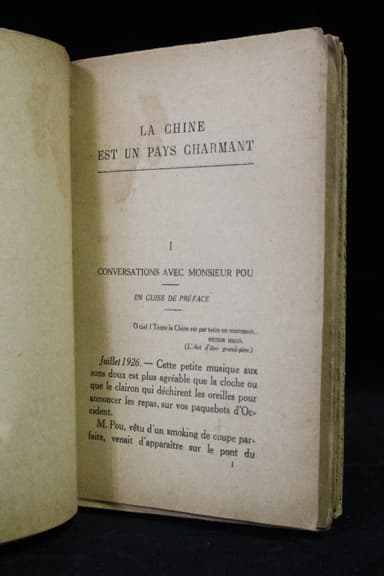 LA CHINE
EST UN PAYS CHARMANT
I
CONVERSATIONS AVEC MONSIEUR POU
EN GUISE DE PRÉFACE
O ciel ! Toute la Chine est par terre en morceaux.
VICTOR HUGO.
(L'Art d'être grand-père.)
Juillet 1926. — Cette petite musique aux
sons doux est plus agréable que la cloche ou
que le clairon qui déchirent les oreilles pour
annoncer les repas, sur vos paquebots d'Oc-
cident.
M. Pou, vêtu d'un smoking de coupe par-
faite, venait d'apparaître sur le pont du
1